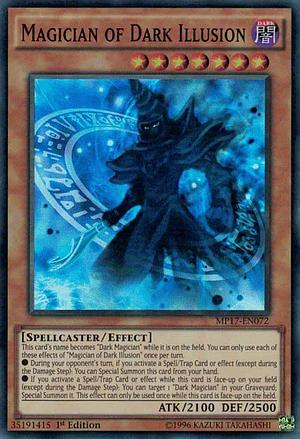 MAGICIAN OF DARK ILLUSION
DARK
闇
MP17-EN072
[SPELLCASTER/EFFECT]
This card's name becomes "Dark Magician" while it is on the field. You can only use each of
these effects of "Magician of Dark Illusion" once per turn.
● During your opponent's turn, if you activate a Spell/Trap Card or effect (except during
the Damage Step): You can Special Summon this card from your hand.
● If you activate a Spell/Trap Card or effect while this card is face-up on your field
(except during the Damage Step): You can target 1 "Dark Magician" in your Graveyard;
Special Summon it. This effect can only be used once while this card is face-up on the field.
ATK/2100 DEF/2500
35191415 1st Edition ©1996 KAZUKI TAKAHASHI